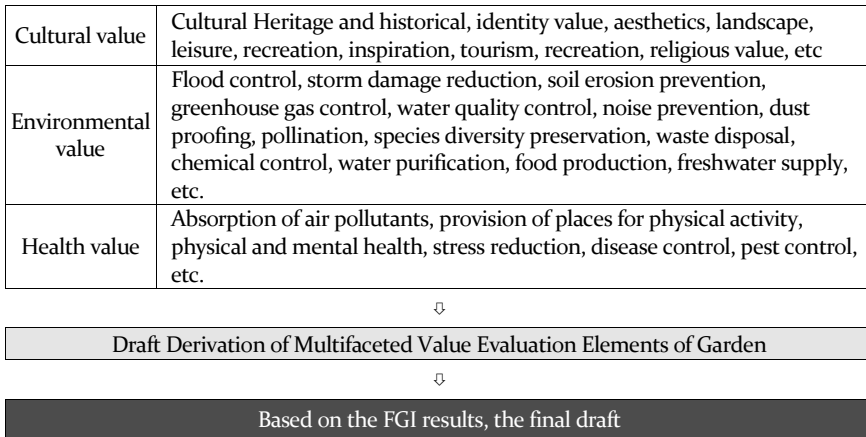 Cultural value
Cultural Heritage and historical, identity value, aesthetics, landscape,
leisure, recreation, inspiration, tourism, recreation, religious value, etc
Environmental
value
Flood control, storm damage reduction, soil erosion prevention,
greenhouse gas control, water quality control, noise prevention, dust
proofing, pollination, species diversity preservation, waste disposal,
chemical control, water purification, food production, freshwater supply,
etc.
Health value
Absorption of air pollutants, provision of places for physical activity,
physical and mental health, stress reduction, disease control, pest control,
etc.
⇩
Draft Derivation of Multifaceted Value Evaluation Elements of Garden
⇩
Based on the FGI results, the final draft